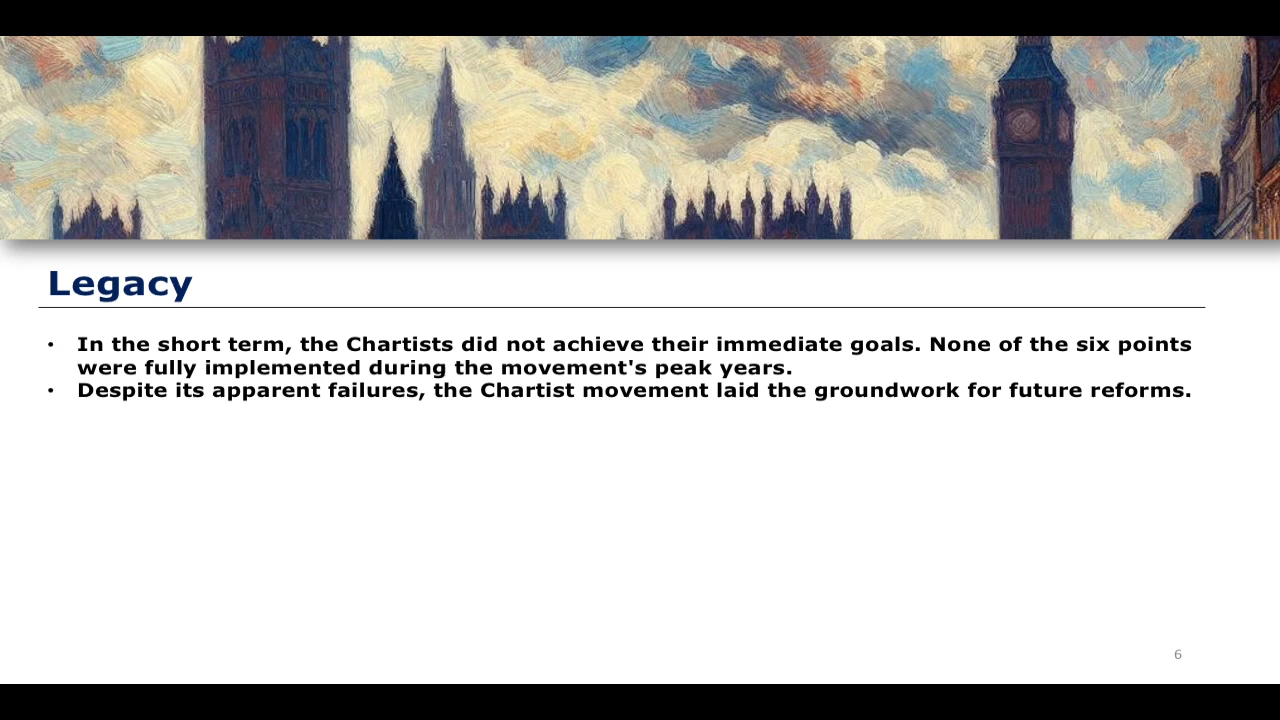 Legacy
• In the short term, the Chartists did not achieve their immediate goals. None of the six points
were fully implemented during the movement's peak years.
• Despite its apparent failures, the Chartist movement laid the groundwork for future reforms.
6